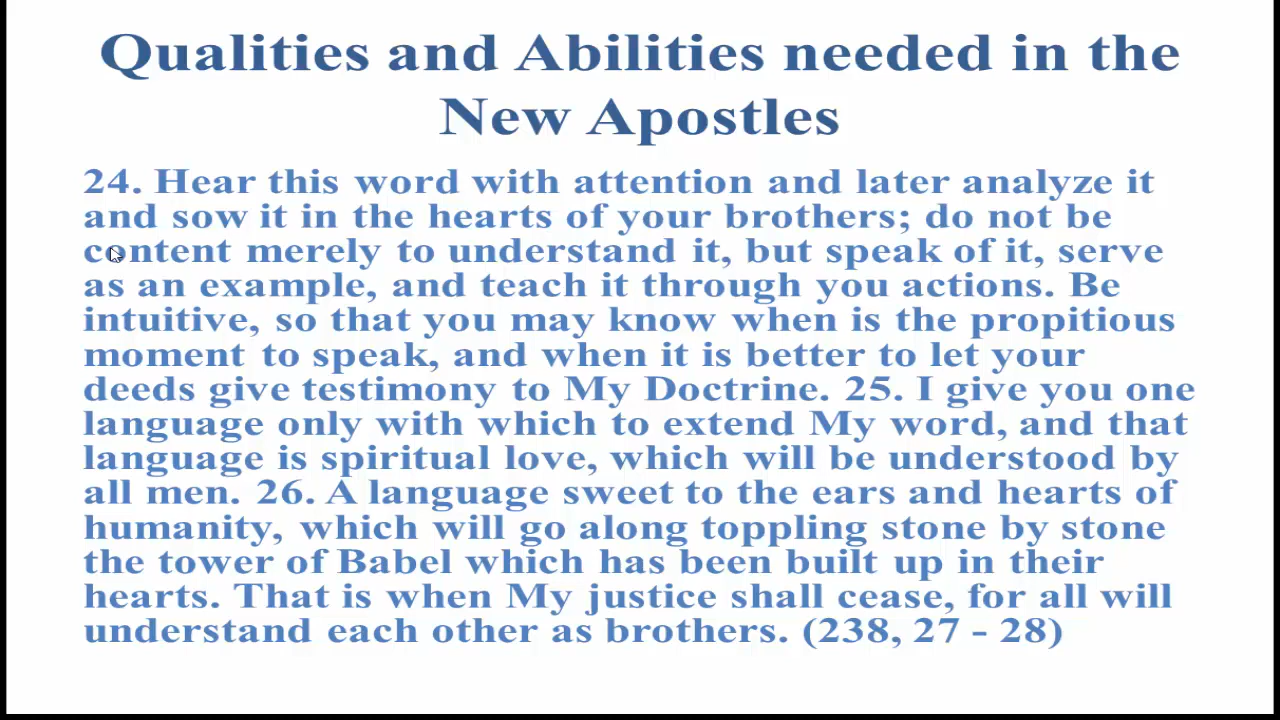 Qualities and Abilities needed in the
New Apostles
24. Hear this word with attention and later analyze it
and sow it in the hearts of your brothers; do not be
content merely to understand it, but speak of it, serve
as an example, and teach it through you actions. Be
intuitive, so that you may know when is the propitious
moment to speak, and when it is better to let your
deeds give testimony to My Doctrine. 25. I give you one
language only with which to extend My word, and that
language is spiritual love, which will be understood by
all men. 26. A language sweet to the ears and hearts of
humanity, which will go along toppling stone by stone
the tower of Babel which has been built up in their
hearts. That is when My justice shall cease, for all will
understand each other as brothers. (238, 27 - 28)